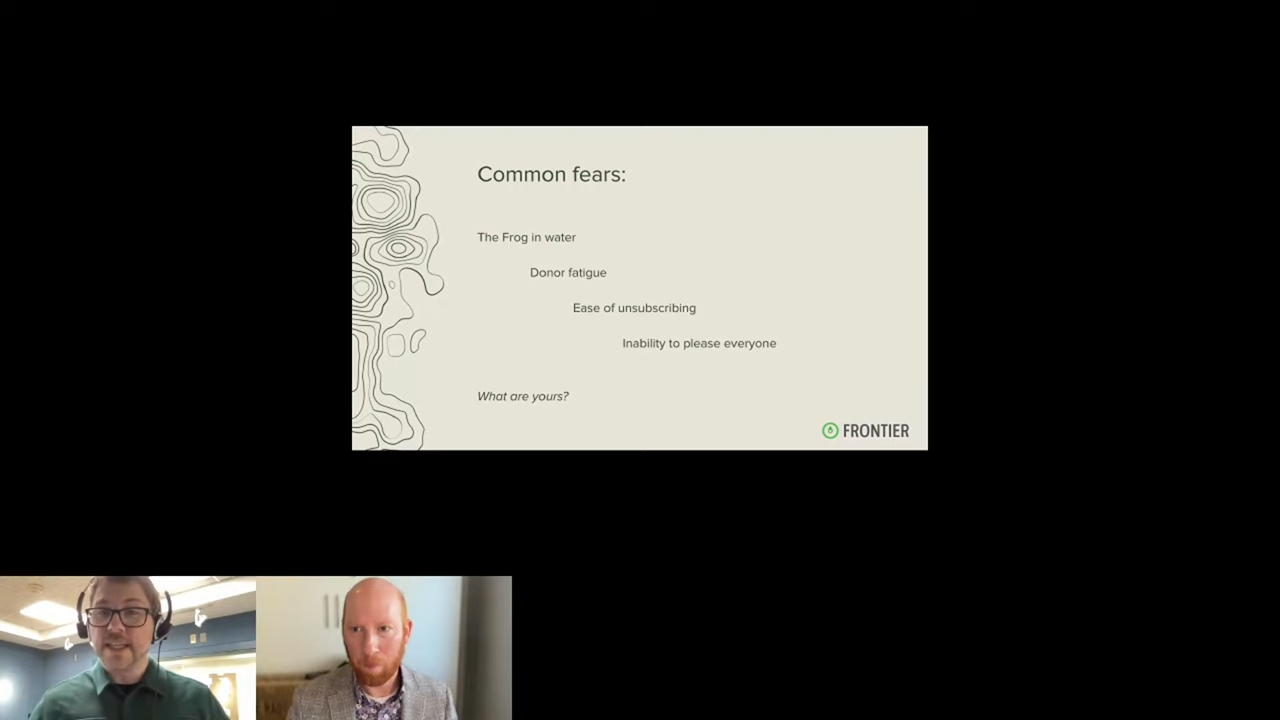 Common fears:
The Frog in water
Donor fatigue
Ease of unsubscribing
Inability to please everyone
What are yours?
FRONTIER